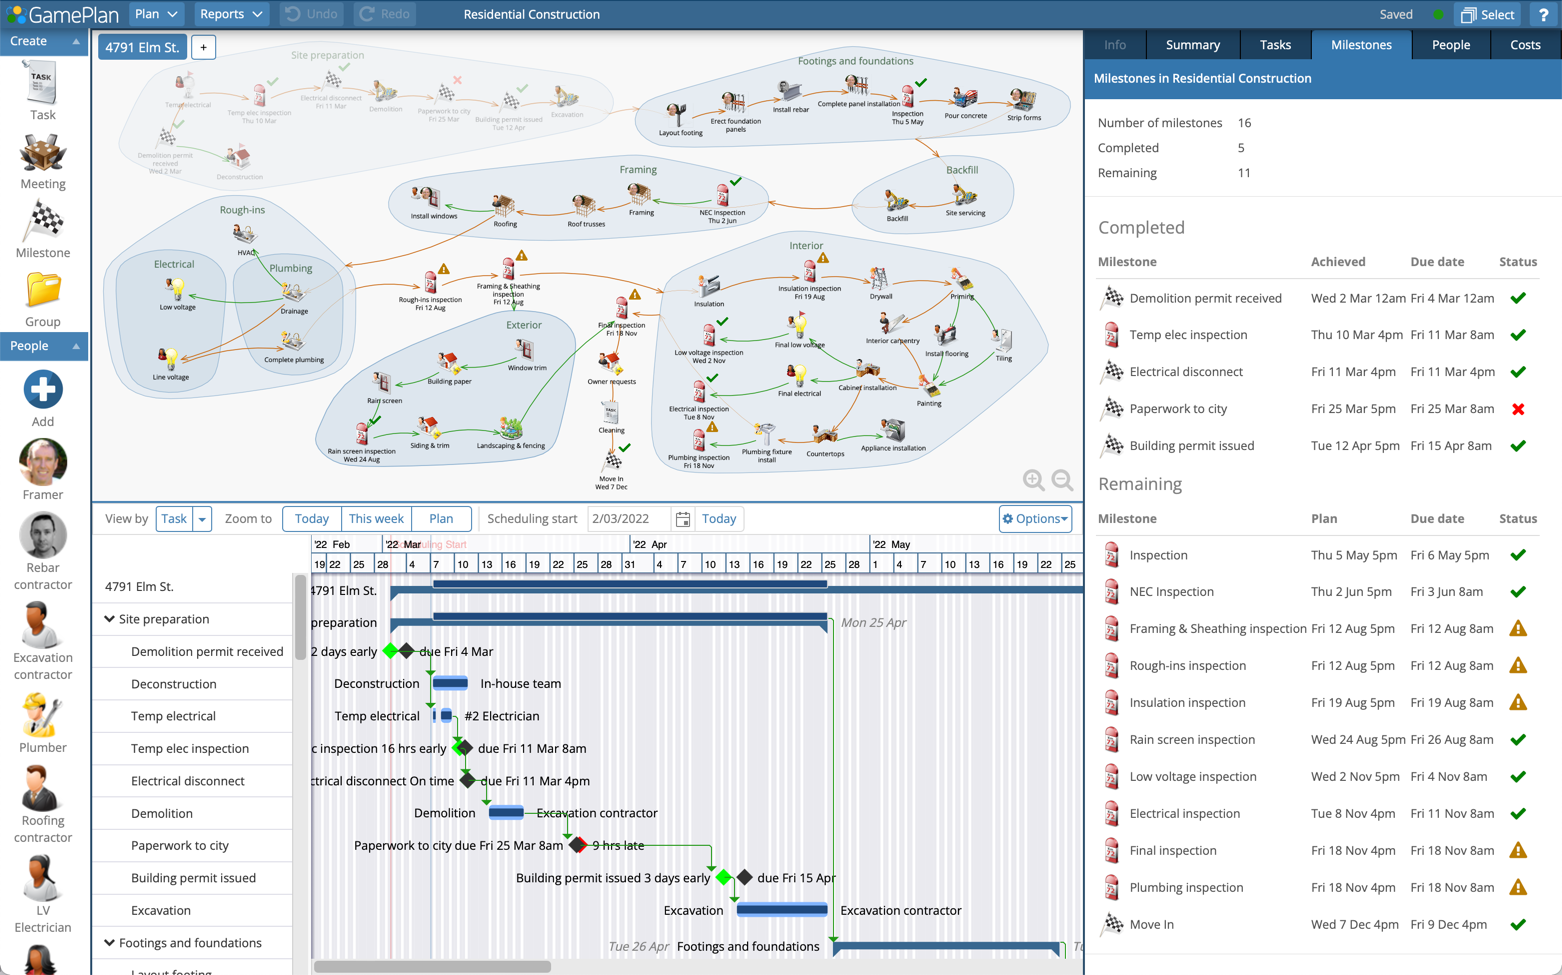 GamePlan Plan Reports Undo Redo Residential Construction Saved Select ?
Create
TASK
Task
Meeting
Milestone
Group
People
Add
Framer
Rebar
contractor
Excavation
contractor
Plumber
Roofing
contractor
LV
Electrician
4791 Elm St. +
Site preparation
Temp electrical
Temp elec inspection
Thu 10 Mar
Electrical disconnect
Fri 11 Mar
Demolition
Paperwork to city
Fri 25 Mar
Building permit issued
Tue 12 Apr
Excavation
Demolition permit
received
Wed 2 Mar
Deconstruction
Footings and foundations
Layout footing
Erect foundation
panels
Install rebar
Complete panel installation
Inspection
Thu 5 May
Pour concrete
Strip forms
Framing
Install windows
Roofing
Roof trusses
Framing
NEC Inspection
Thu 2 Jun
Backfill
Backfill
Site servicing
Rough-ins
HVAC
Electrical
Low voltage
Line voltage
Plumbing
Drainage
Complete plumbing
Rough-ins inspection
Fri 12 Aug
Framing & Sheathing
inspection
Fri 12 Aug
Exterior
Window trim
Building paper
Rain screen
Rain screen inspection
Wed 24 Aug
Siding & trim
Landscaping & fencing
Final inspection
Fri 18 Nov
Owner requests
Cleaning
Move In
Wed 7 Dec
Interior
Insulation
Insulation inspection
Fri 19 Aug
Drywall
Priming
Low voltage inspection
Wed 2 Nov
Final low voltage
Interior carpentry
Install flooring
Tiling
Electrical inspection
Tue 8 Nov
Final electrical
Cabinet installation
Painting
Plumbing inspection
Fri 18 Nov
Plumbing fixture
install
Countertops
Appliance installation
View by Task Zoom to Today This week Plan Scheduling start 2/03/2022 Today Options
'22 Feb '22 Mar Scheduling Start '22 Apr '22 May
19 22 25 28 4 7 10 13 16 19 22 25 28 31 4 7 10 13 16 19 22 25 28 1 4 7 10 13 16 19 22 25
4791 Elm St. 4791 Elm St.
Site preparation preparation Mon 25 Apr
Demolition permit received 2 days early due Fri 4 Mar
Deconstruction Deconstruction In-house team
Temp electrical Temp electrical #2 Electrician
Temp elec inspection c inspection 16 hrs early due Fri 11 Mar 8am
Electrical disconnect ctrical disconnect On time due Fri 11 Mar 4pm
Demolition Demolition Excavation contractor
Paperwork to city Paperwork to city due Fri 25 Mar 8am 9 hrs late
Building permit issued Building permit issued 3 days early due Fri 15 Apr
Excavation Excavation Excavation contractor
Footings and foundations Tue 26 Apr Footings and foundations Tu
Layout footing
Info Summary Tasks Milestones People Costs
Milestones in Residential Construction
Number of milestones 16
Completed 5
Remaining 11
Completed
Milestone Achieved Due date Status
Demolition permit received Wed 2 Mar 12am Fri 4 Mar 12am
Temp elec inspection Thu 10 Mar 4pm Fri 11 Mar 8am
Electrical disconnect Fri 11 Mar 4pm Fri 11 Mar 4pm
Paperwork to city Fri 25 Mar 5pm Fri 25 Mar 8am
Building permit issued Tue 12 Apr 5pm Fri 15 Apr 8am
Remaining
Milestone Plan Due date Status
Inspection Thu 5 May 5pm Fri 6 May 5pm
NEC Inspection Thu 2 Jun 5pm Fri 3 Jun 8am
Framing & Sheathing inspection Fri 12 Aug 5pm Fri 12 Aug 8am
Rough-ins inspection Fri 12 Aug 5pm Fri 12 Aug 8am
Insulation inspection Fri 19 Aug 5pm Fri 19 Aug 8am
Rain screen inspection Wed 24 Aug 5pm Fri 26 Aug 8am
Low voltage inspection Wed 2 Nov 5pm Fri 4 Nov 8am
Electrical inspection Tue 8 Nov 4pm Fri 11 Nov 8am
Final inspection Fri 18 Nov 4pm Fri 18 Nov 8am
Plumbing inspection Fri 18 Nov 4pm Fri 18 Nov 8am
Move In Wed 7 Dec 4pm Fri 9 Dec 4pm